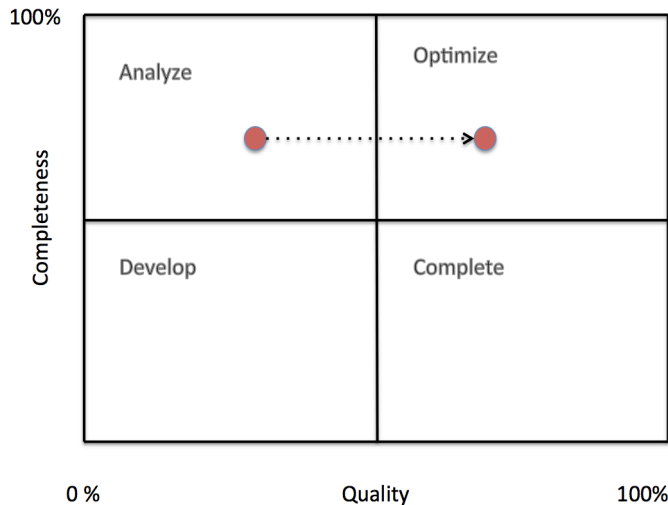 100%
Analyze
Optimize
Completeness
Develop
Complete
0 %
Quality
100%